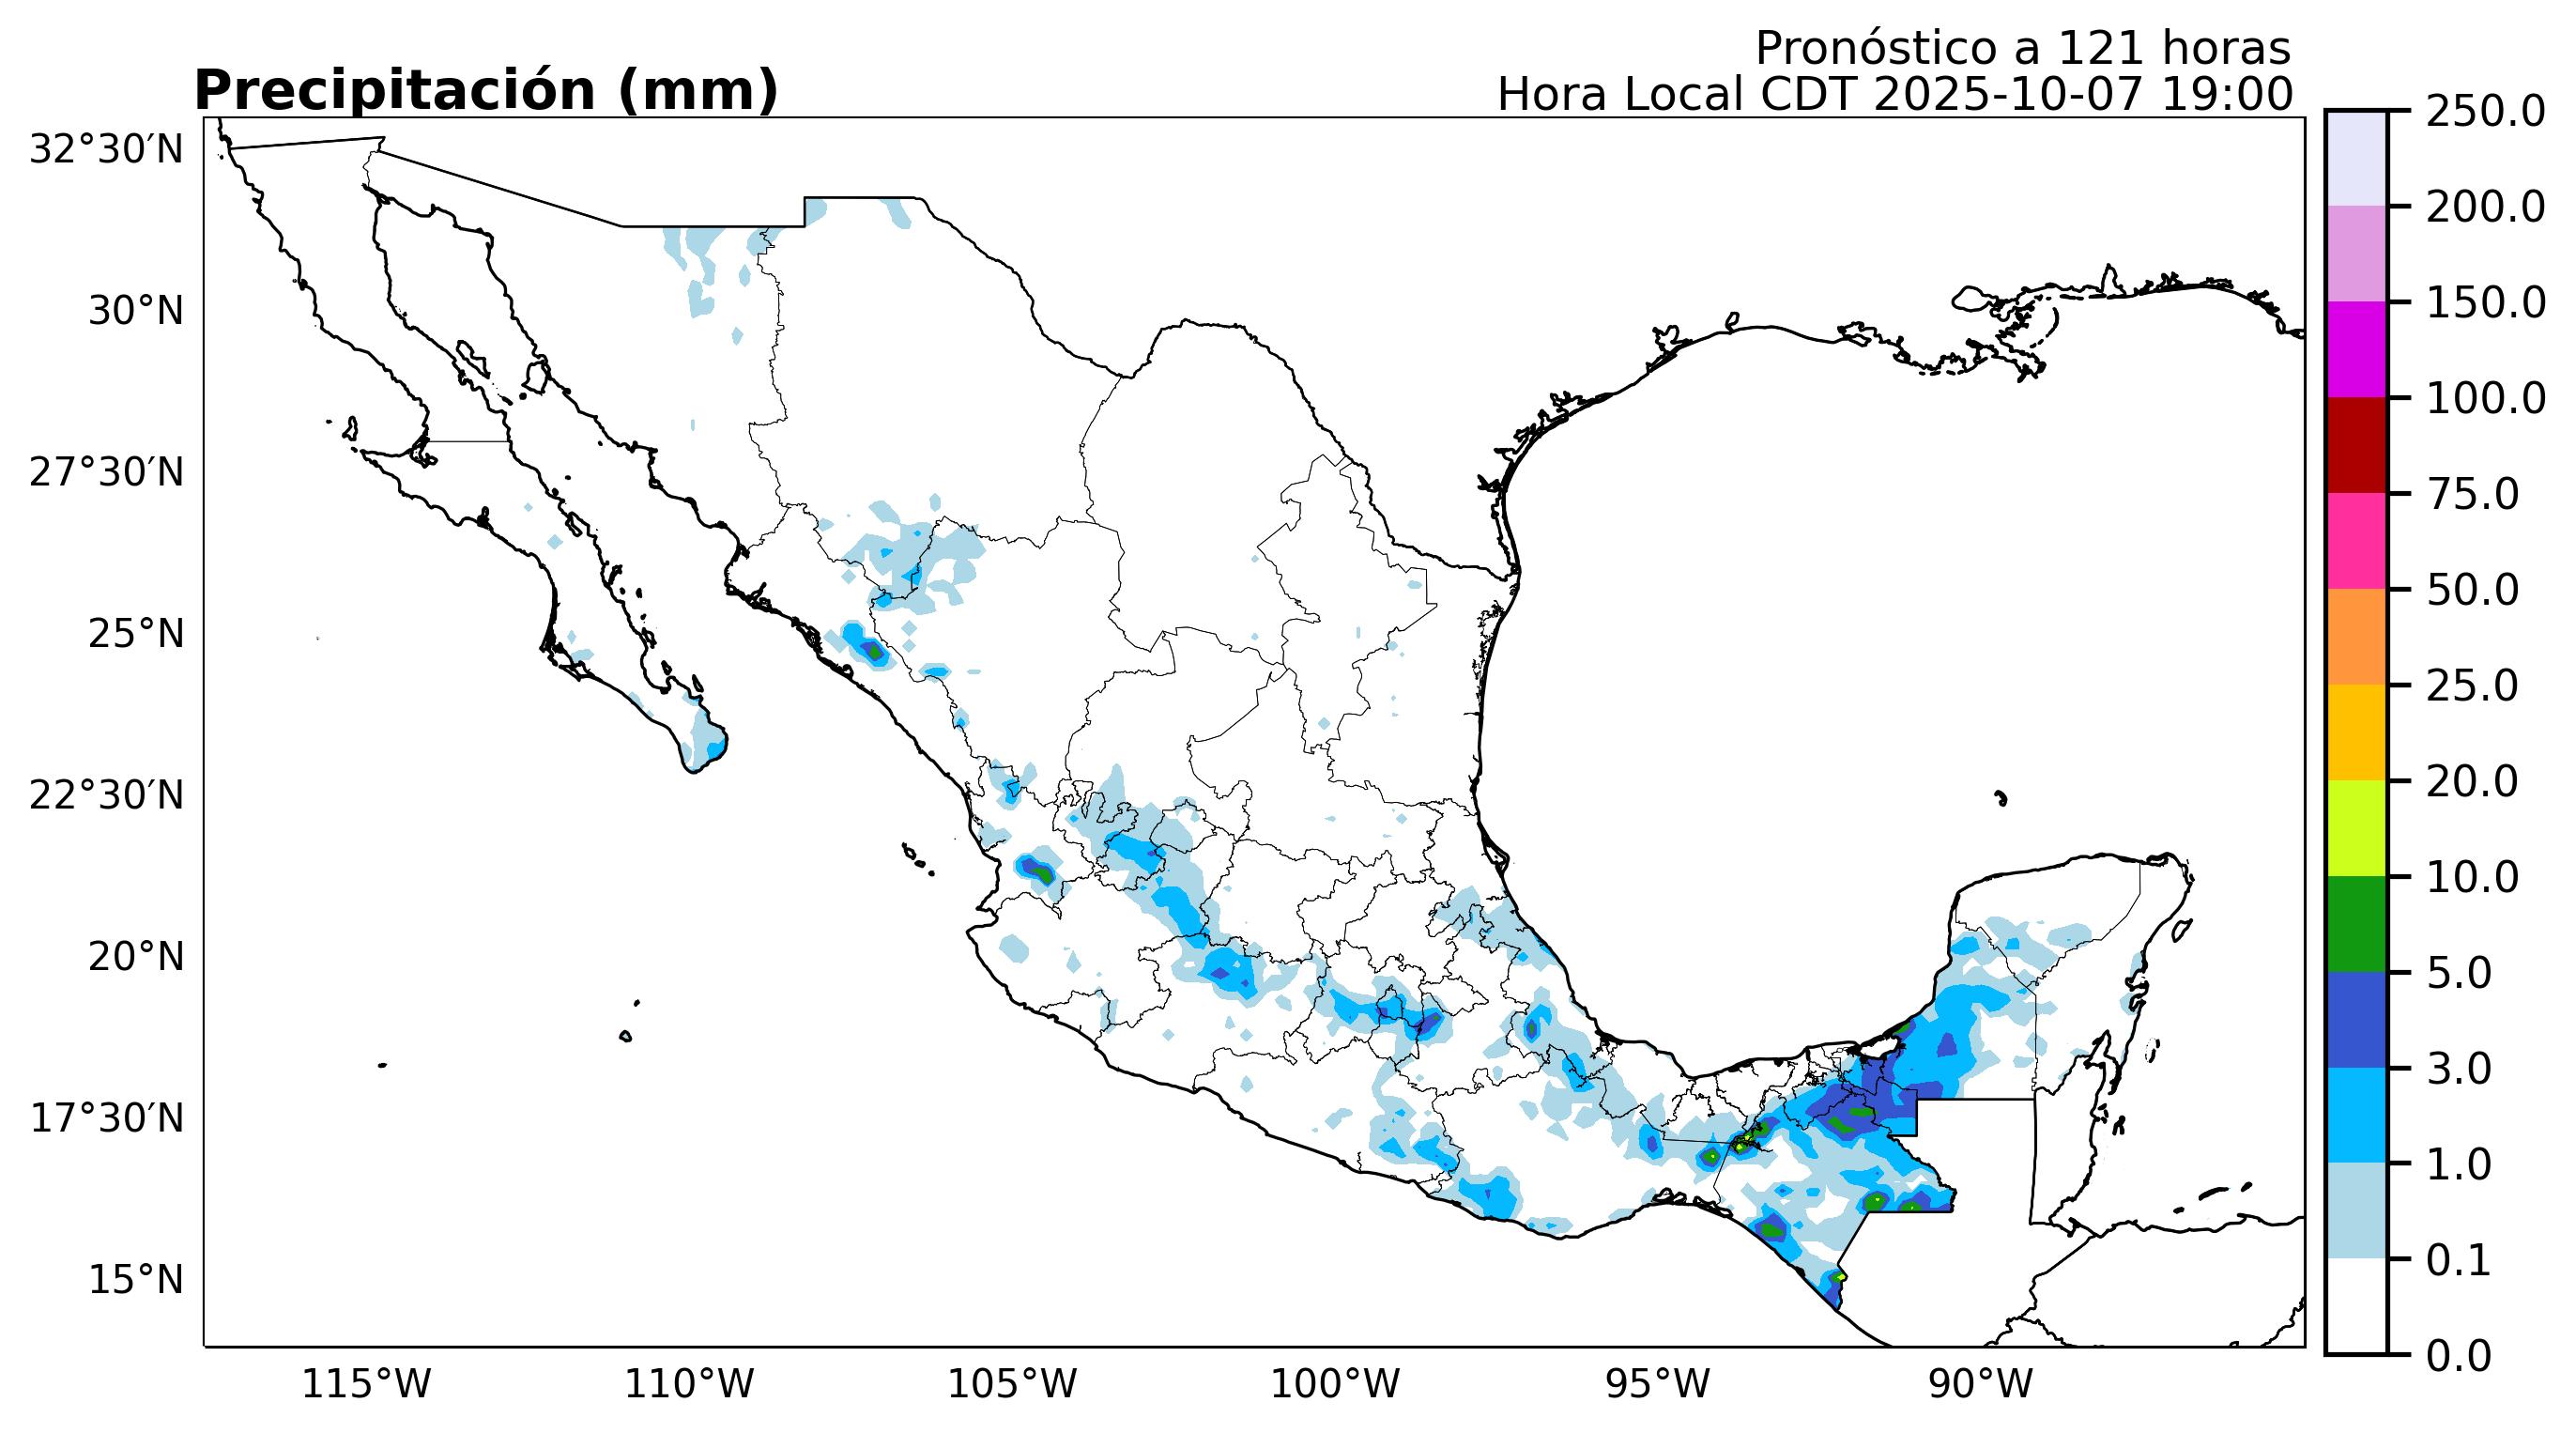 Pronóstico a 121 horas
Precipitación (mm)
Hora Local CDT 2025-10-07 19:00
32°30′N
30°N
27°30′N
25°N
22°30′N
20°N
17°30′N
15°N
115°W
110°W
105°W
100°W
95°W
90°W
250.0
200.0
150.0
100.0
75.0
50.0
25.0
20.0
10.0
5.0
3.0
1.0
0.1
0.0